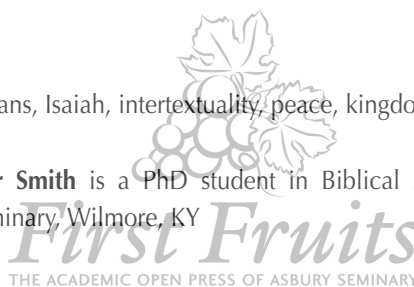 ans, Isaiah, intertextuality, peace, kingdo
r Smith is a PhD student in Biblical
minary, Wilmore, KY
First Fruits
THE ACADEMIC OPEN PRESS OF ASBURY SEMINARY